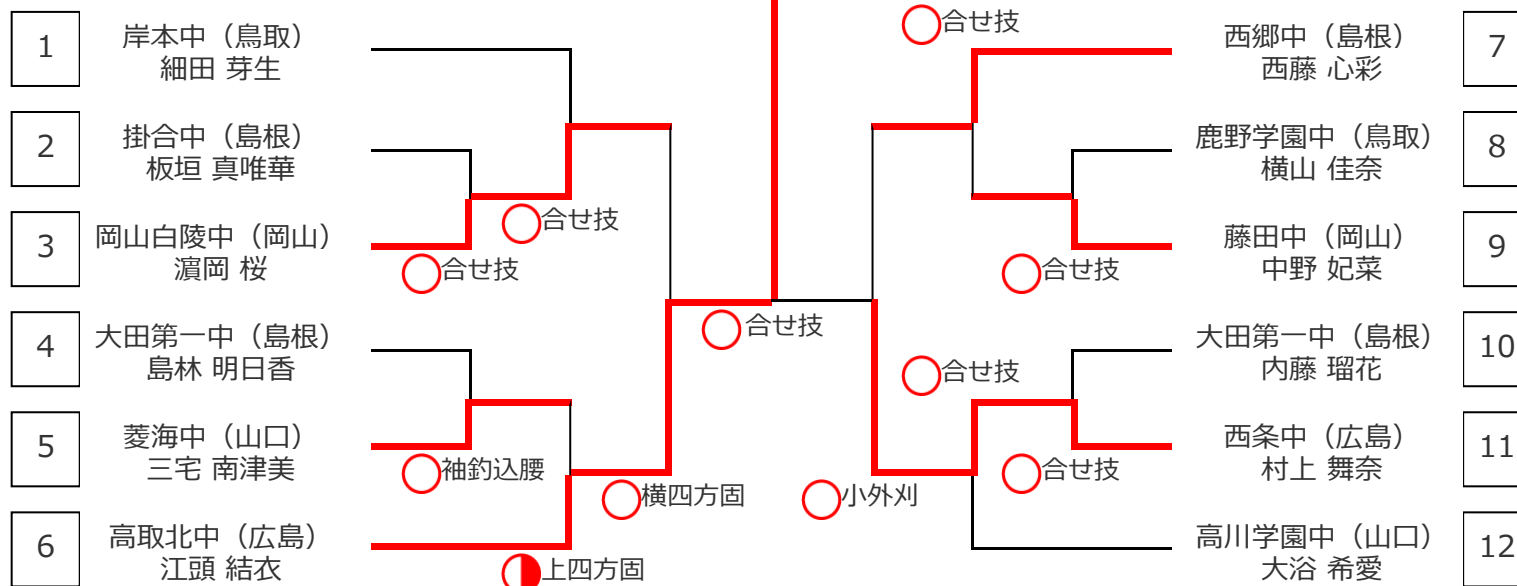 1
岸本中（鳥取）
細田 芽生
2
掛合中（島根）
板垣 真唯華
3
岡山白陵中（岡山）
濵岡 桜
4
大田第一中（島根）
島林 明日香
5
菱海中（山口）
三宅 南津美
6
高取北中（広島）
江頭 結衣
合せ技
合せ技
袖釣込腰
上四方固
横四方固
合せ技
合せ技
合せ技
合せ技
合せ技
小外刈
西郷中（島根）
西藤 心彩
7
鹿野学園中（鳥取）
横山 佳奈
8
藤田中（岡山）
中野 妃菜
9
大田第一中（島根）
内藤 瑠花
10
西条中（広島）
村上 舞奈
11
高川学園中（山口）
大浴 希愛
12